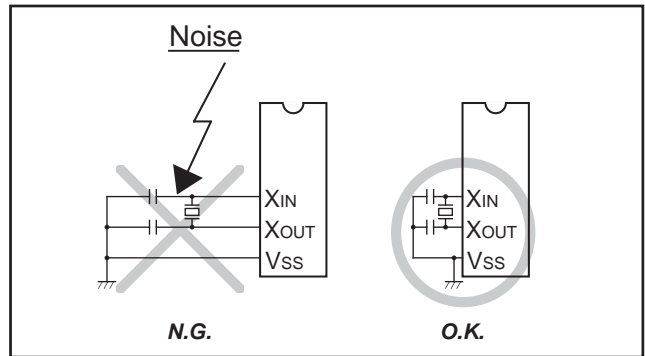 Noise
XIN
XOUT
VSS
XIN
XOUT
VSS
N.G.
O.K.